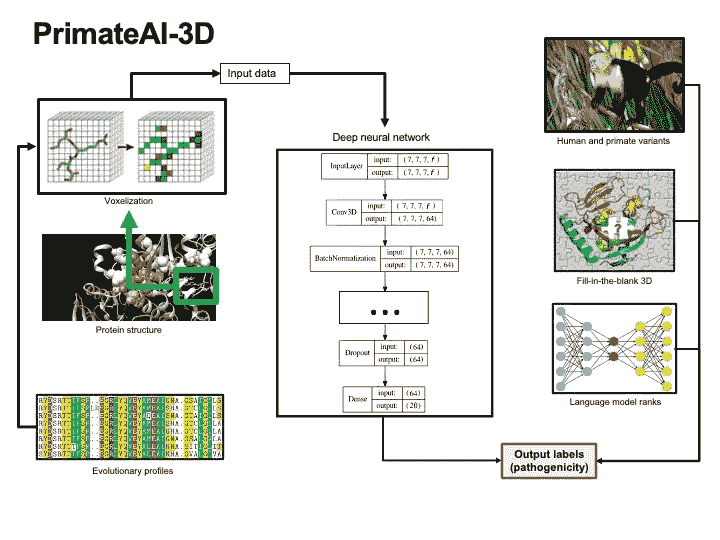 PrimateAI-3D
Input data
Voxelization
Protein structure
Evolutionary profiles
Deep neural network
InputLayer
input: (7, 7, 7, f)
output: (7, 7, 7, f)
Conv3D
input: (7, 7, 7, f)
output: (7, 7, 7, 64)
BatchNormalization
input: (7, 7, 7, 64)
output: (7, 7, 7, 64)
...
Dropout
input: (64)
output: (64)
Dense
input: (64)
output: (20)
Human and primate variants
?
Fill-in-the-blank 3D
Language model ranks
Output labels
(pathogenicity)